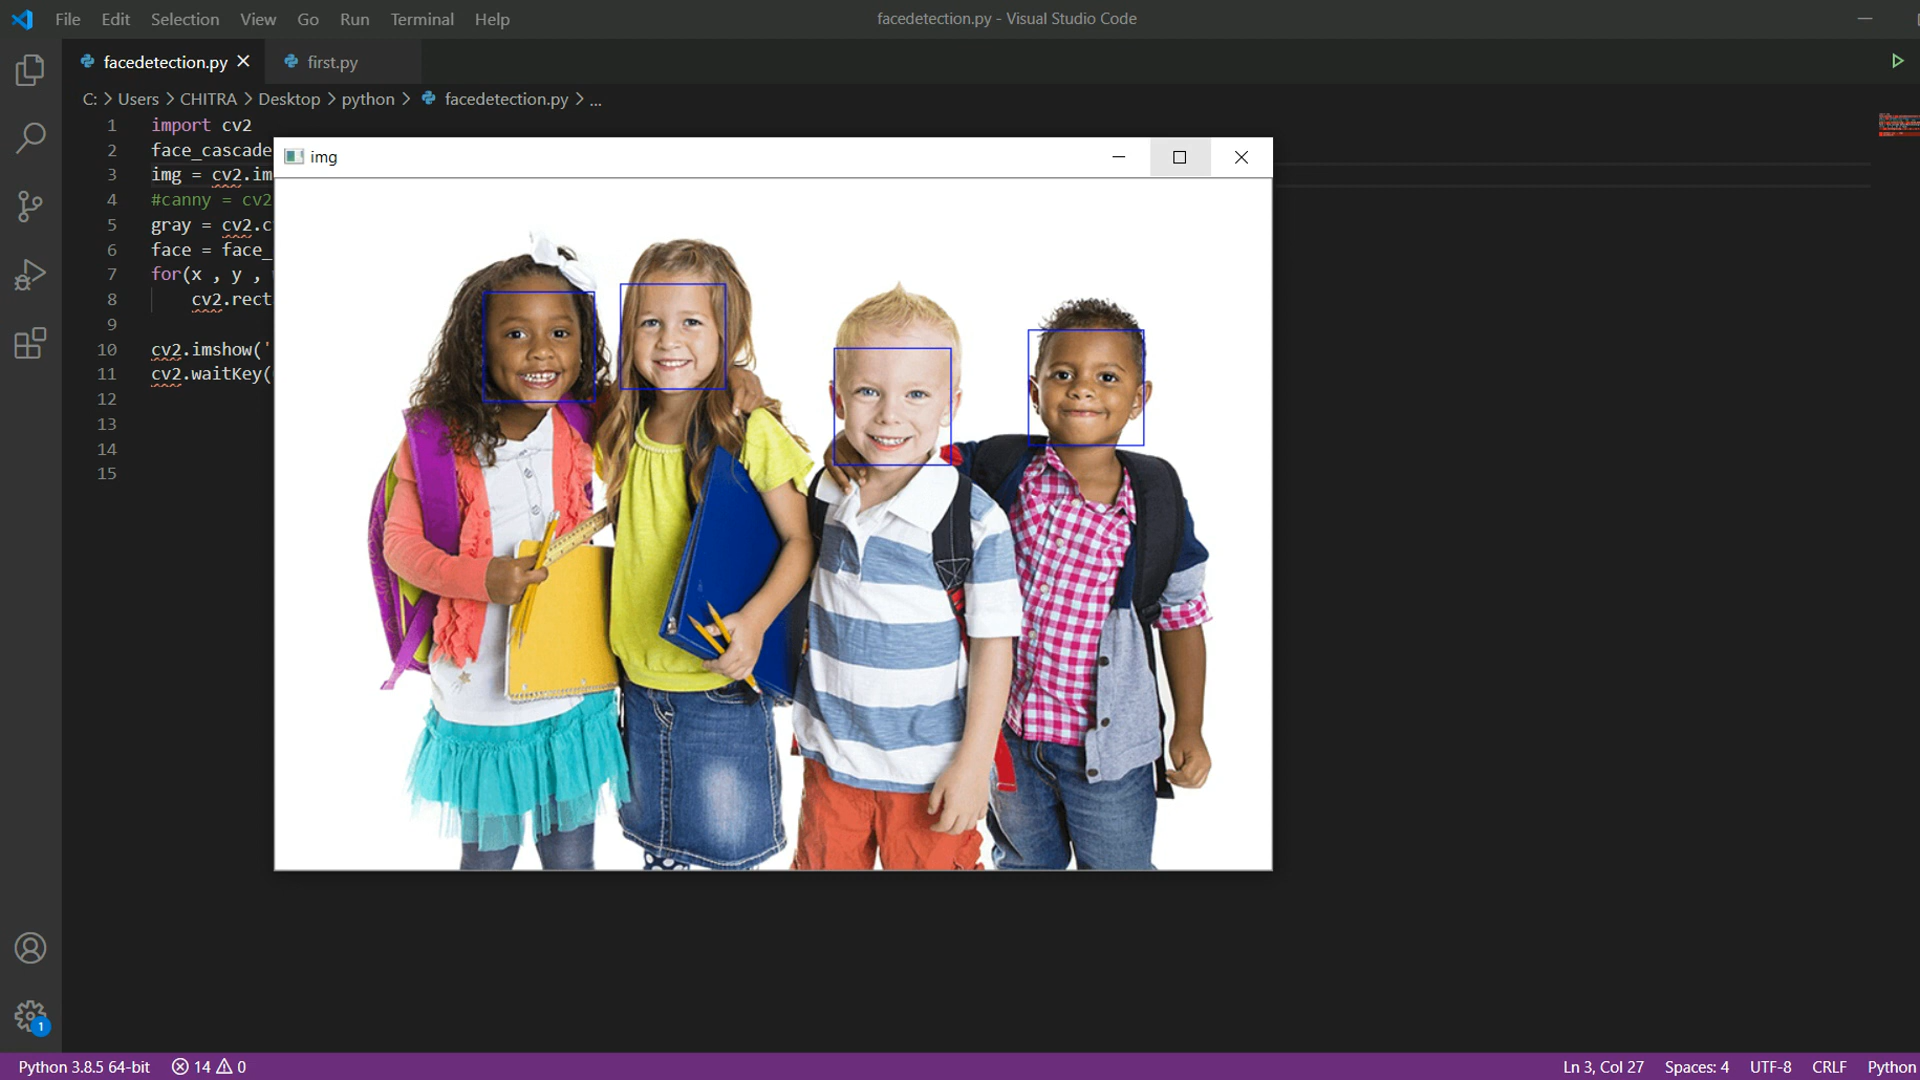 File Edit Selection View Go Run Terminal Help
facedetection.py - Visual Studio Code
facedetection.py first.py
C: > Users > CHITRA > Desktop > python > facedetection.py > ...
1 import cv2
2 face_cascade
3 img = cv2.im
4 #canny = cv2
5 gray = cv2.c
6 face = face_
7 for(x , y ,
8 cv2.rect
9
10 cv2.imshow('
11 cv2.waitKey(
12
13
14
15
img
1
Python 3.8.5 64-bit 14 0 Ln 3, Col 27 Spaces: 4 UTF-8 CRLF Python